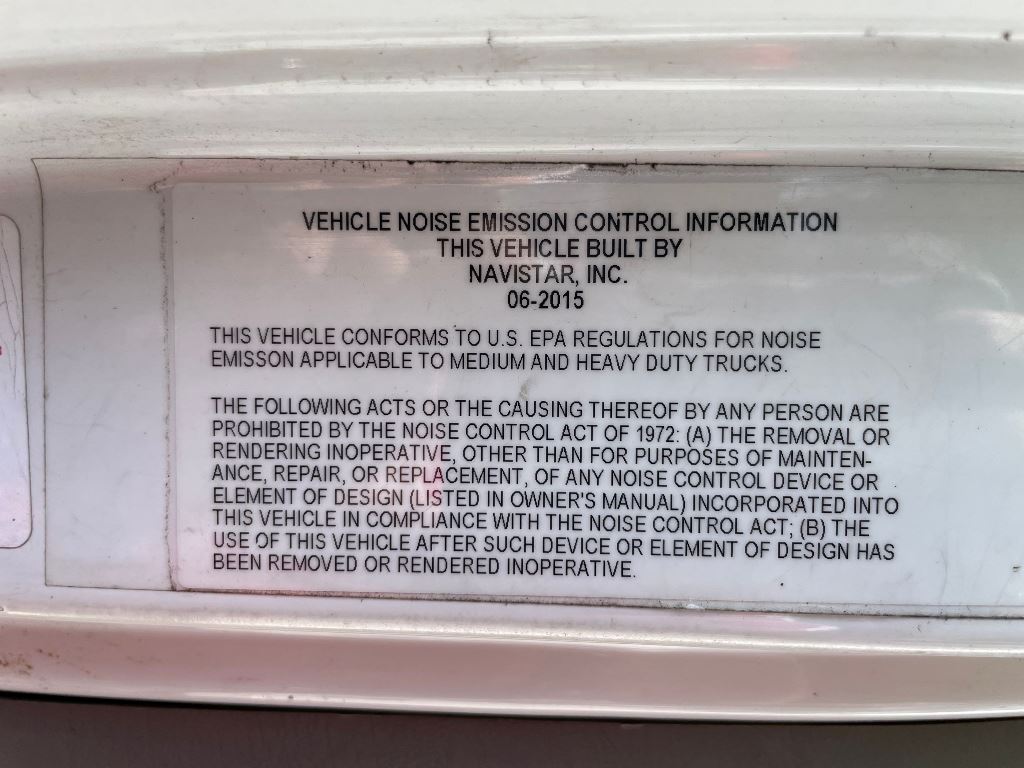 VEHICLE NOISE EMISSION CONTROL INFORMATION
THIS VEHICLE BUILT BY
NAVISTAR, INC.
06-2015
THIS VEHICLE CONFORMS TO U.S. EPA REGULATIONS FOR NOISE
EMISSON APPLICABLE TO MEDIUM AND HEAVY DUTY TRUCKS.
THE FOLLOWING ACTS OR THE CAUSING THEREOF BY ANY PERSON ARE
PROHIBITED BY THE NOISE CONTROL ACT OF 1972: (A) THE REMOVAL OR
RENDERING INOPERATIVE, OTHER THAN FOR PURPOSES OF MAINTEN-
ANCE, REPAIR, OR REPLACEMENT, OF ANY NOISE CONTROL DEVICE OR
ELEMENT OF DESIGN (LISTED IN OWNER'S MANUAL) INCORPORATED INTO
THIS VEHICLE IN COMPLIANCE WITH THE NOISE CONTROL ACT; (B) THE
USE OF THIS VEHICLE AFTER SUCH DEVICE OR ELEMENT OF DESIGN HAS
BEEN REMOVED OR RENDERED INOPERATIVE.